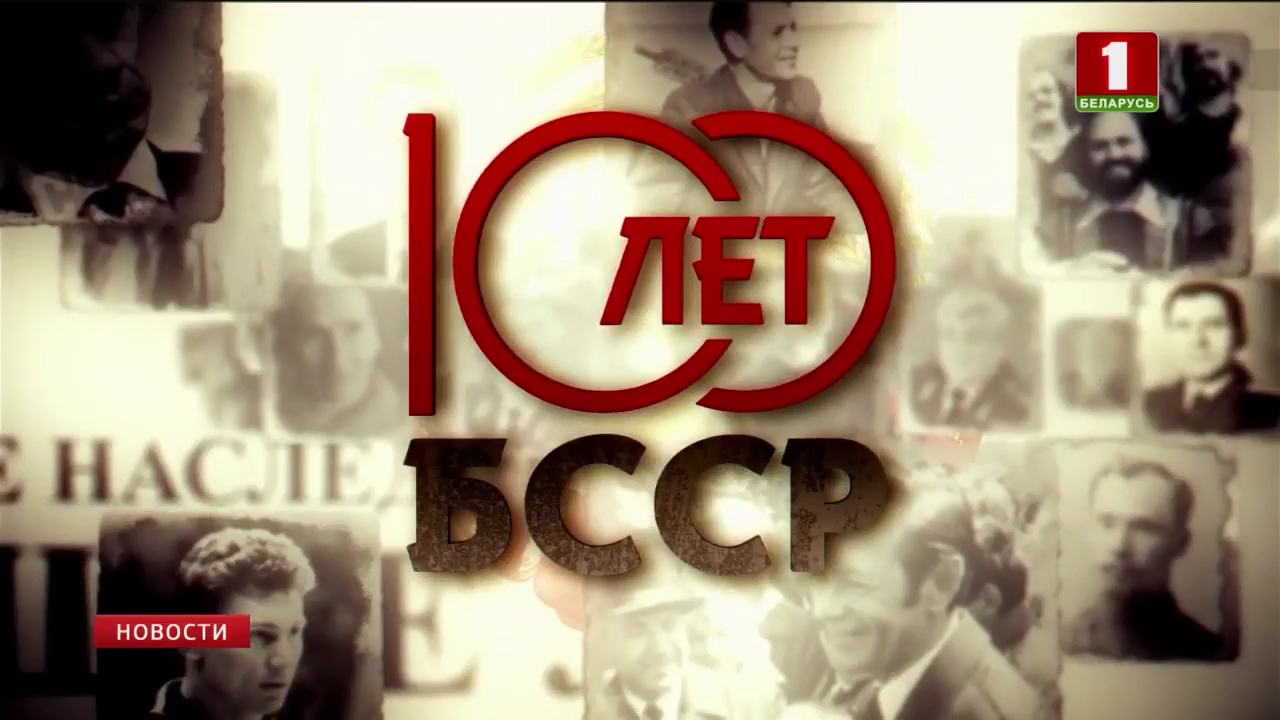 1
БЕЛАРУСЬ
100
ЛЕТ
БССР
Е НАСЛЕ
НОВОСТИ